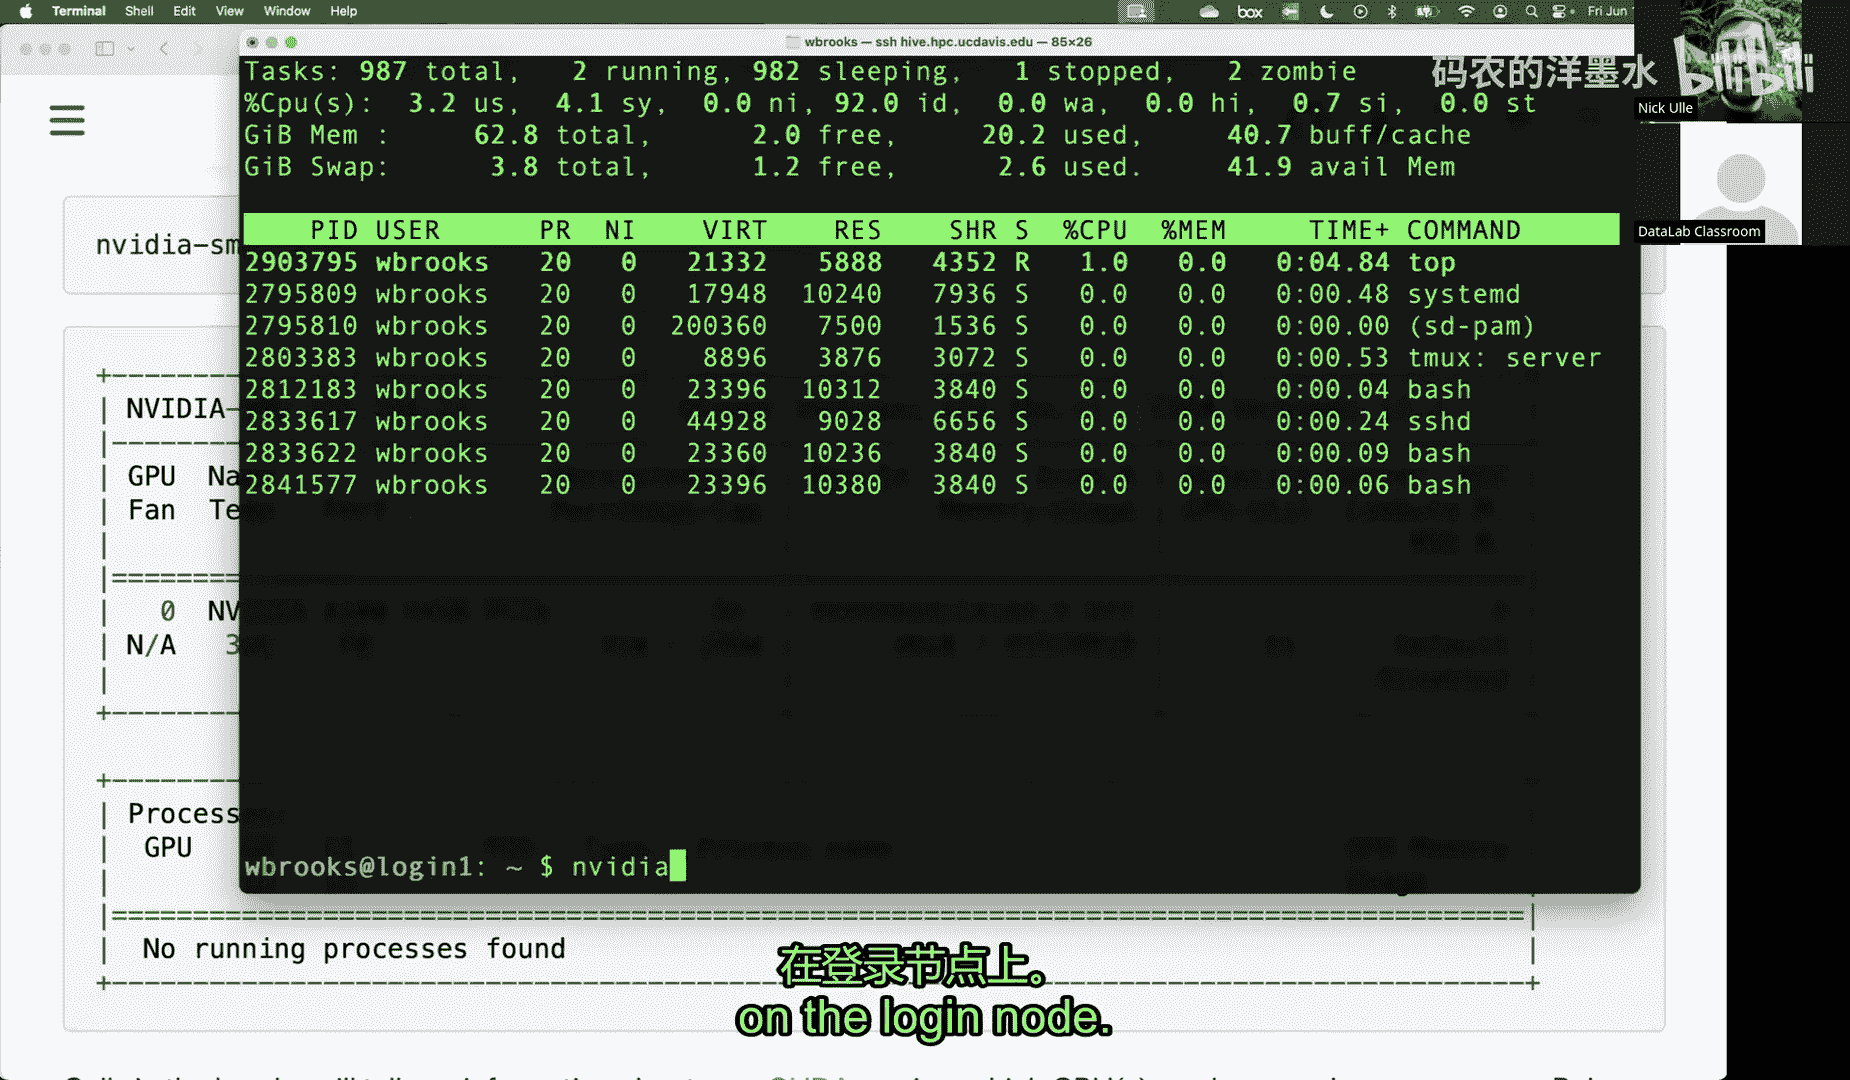 Terminal Shell Edit View Window Help box Fri Jun
wbrooks — ssh hive.hpc.ucdavis.edu — 85×26
Tasks: 987 total, 2 running, 982 sleeping, 1 stopped, 2 zombie
%Cpu(s): 3.2 us, 4.1 sy, 0.0 ni, 92.0 id, 0.0 wa, 0.0 hi, 0.7 si, 0.0 st
GiB Mem : 62.8 total, 2.0 free, 20.2 used, 40.7 buff/cache
GiB Swap: 3.8 total, 1.2 free, 2.6 used. 41.9 avail Mem
码农的洋墨水 bilibili
Nick Ulle
DataLab Classroom
PID USER PR NI VIRT RES SHR S %CPU %MEM TIME+ COMMAND
2903795 wbrooks 20 0 21332 5888 4352 R 1.0 0.0 0:04.84 top
2795809 wbrooks 20 0 17948 10240 7936 S 0.0 0.0 0:00.48 systemd
2795810 wbrooks 20 0 200360 7500 1536 S 0.0 0.0 0:00.00 (sd-pam)
2803383 wbrooks 20 0 8896 3876 3072 S 0.0 0.0 0:00.53 tmux: server
2812183 wbrooks 20 0 23396 10312 3840 S 0.0 0.0 0:00.04 bash
2833617 wbrooks 20 0 44928 9028 6656 S 0.0 0.0 0:00.24 sshd
2833622 wbrooks 20 0 23360 10236 3840 S 0.0 0.0 0:00.09 bash
2841577 wbrooks 20 0 23396 10380 3840 S 0.0 0.0 0:00.06 bash
wbrooks@login1: ~ $ nvidia
nvidia-sm
NVIDIA-
GPU Na
Fan Te
0 NV
N/A 3
Processes
GPU
No running processes found
在登录节点上。
on the login node.